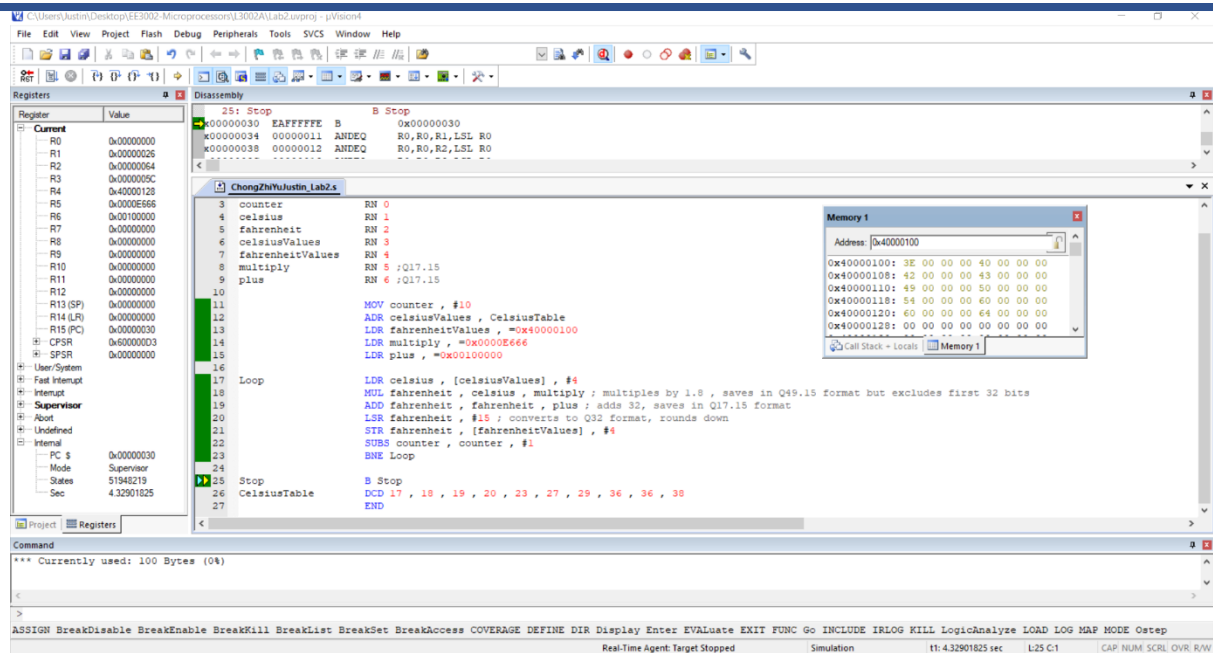 C:\Users\Justin\Desktop\EE3002-Microprocessors\L3002A\Lab2.uvproj - µVision4
File Edit View Project Flash Debug Peripherals Tools SVCS Window Help
Registers
Register Value
Current
R0 0x00000000
R1 0x00000026
R2 0x00000064
R3 0x0000005C
R4 0x40000128
R5 0x0000E666
R6 0x00100000
R7 0x00000000
R8 0x00000000
R9 0x00000000
R10 0x00000000
R11 0x00000000
R12 0x00000000
R13 (SP) 0x00000000
R14 (LR) 0x00000000
R15 (PC) 0x00000030
CPSR 0x600000D3
SPSR 0x00000000
User/System
Fast Interrupt
Interrupt
Supervisor
Abort
Undefined
Internal
PC $ 0x00000030
Mode Supervisor
States 51948219
Sec 4.32901825
Project Registers
Disassembly
25: Stop B Stop
x00000030 EAFFFFFE B 0x00000030
x00000034 00000011 ANDEQ R0,R0,R1,LSL R0
x00000038 00000012 ANDEQ R0,R0,R2,LSL R0
ChongZhiYuJustin_Lab2.s
3 counter RN 0
4 celsius RN 1
5 fahrenheit RN 2
6 celsiusValues RN 3
7 fahrenheitValues RN 4
8 multiply RN 5 ;Q17.15
9 plus RN 6 ;Q17.15
10
11 MOV counter , #10
12 ADR celsiusValues , CelsiusTable
13 LDR fahrenheitValues , =0x40000100
14 LDR multiply , =0x0000E666
15 LDR plus , =0x00100000
16
17 Loop LDR celsius , [celsiusValues] , #4
18 MUL fahrenheit , celsius , multiply ; multiples by 1.8 , saves in Q49.15 format but excludes first 32 bits
19 ADD fahrenheit , fahrenheit , plus ; adds 32, saves in Q17.15 format
20 LSR fahrenheit , #15 ; converts to Q32 format, rounds down
21 STR fahrenheit , [fahrenheitValues] , #4
22 SUBS counter , counter , #1
23 BNE Loop
24
25 Stop B Stop
26 CelsiusTable DCD 17 , 18 , 19 , 20 , 23 , 27 , 29 , 36 , 36 , 38
27 END
Memory 1
Address: 0x40000100
0x40000100: 3E 00 00 00 40 00 00 00
0x40000108: 42 00 00 00 43 00 00 00
0x40000110: 49 00 00 00 50 00 00 00
0x40000118: 54 00 00 00 60 00 00 00
0x40000120: 60 00 00 00 64 00 00 00
0x40000128: 00 00 00 00 00 00 00 00
Call Stack + Locals Memory 1
Command
*** Currently used: 100 Bytes (0%)
>
ASSIGN BreakDisable BreakEnable BreakKill BreakList BreakSet BreakAccess COVERAGE DEFINE DIR Display Enter EVALuate EXIT FUNC Go INCLUDE IRLOG KILL LogicAnalyze LOAD LOG MAP MODE Ostep
Real-Time Agent: Target Stopped Simulation t1: 4.32901825 sec L:25 C:1 CAP NUM SCRL OVR R/W